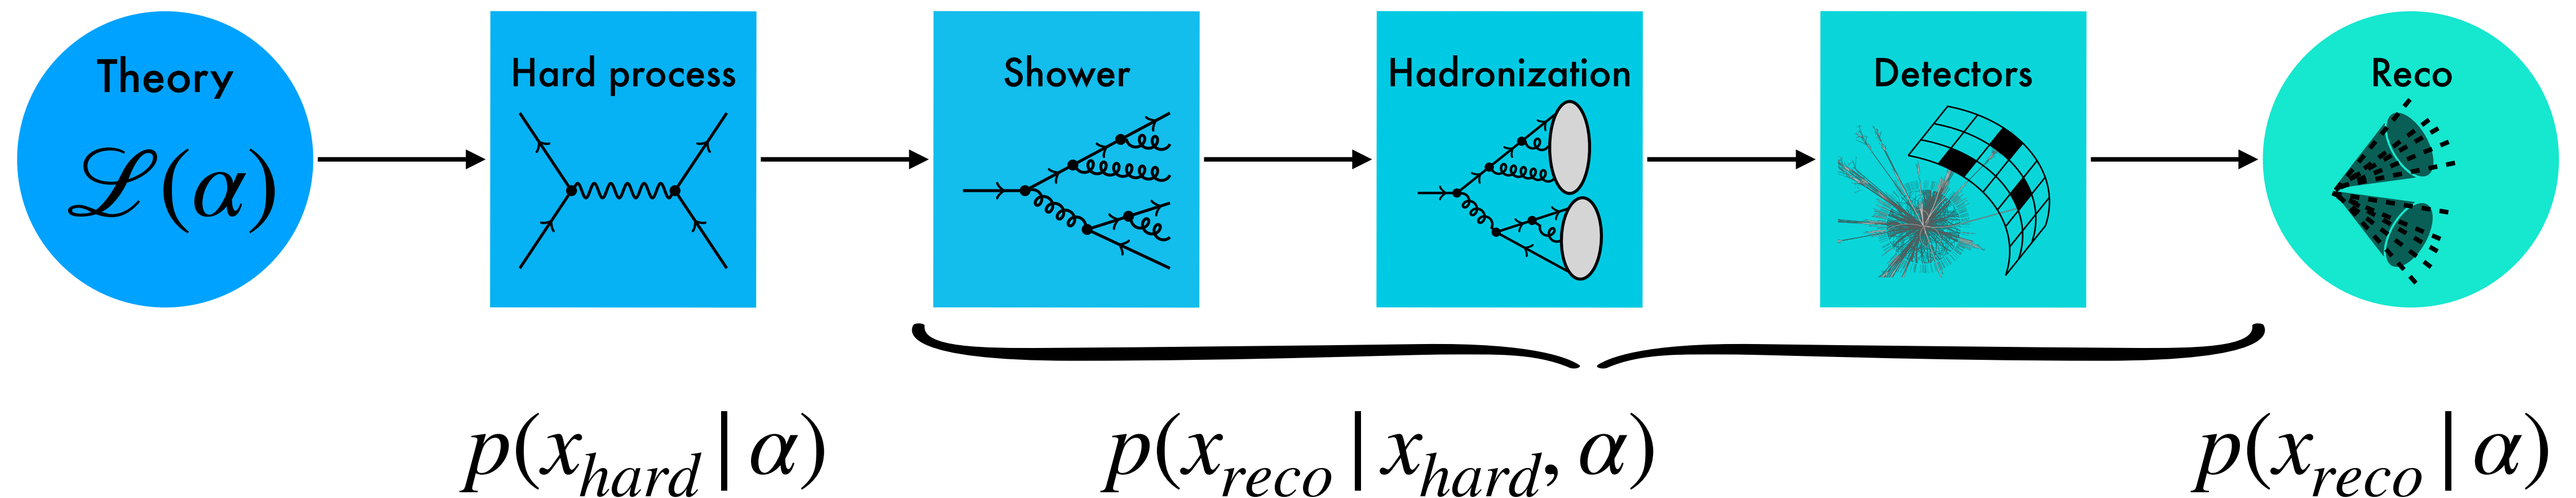 Theory
ℒ(α)
Hard process
Shower
Hadronization
Detectors
Reco
p(x_hard | α)
p(x_reco | x_hard, α)
p(x_reco | α)